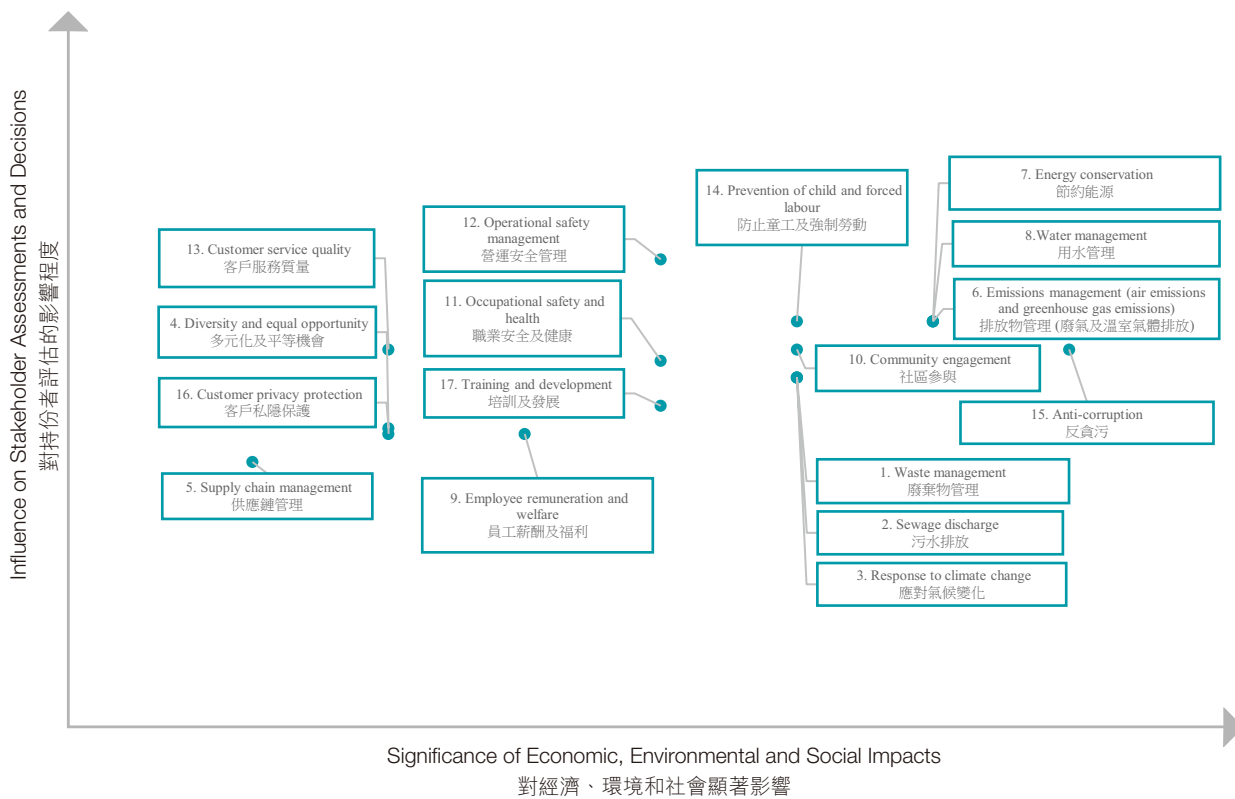 Influence on Stakeholder Assessments and Decisions
對持份者評估的影響程度
13. Customer service quality
客戶服務質量
4. Diversity and equal opportunity
多元化及平等機會
16. Customer privacy protection
客戶私隱保護
5. Supply chain management
供應鏈管理
12. Operational safety
management
營運安全管理
11. Occupational safety and
health
職業安全及健康
17. Training and development
培訓及發展
9. Employee remuneration and
welfare
員工薪酬及福利
14. Prevention of child and forced
labour
防止童工及強制勞動
7. Energy conservation
節約能源
8.Water management
用水管理
6. Emissions management (air emissions
and greenhouse gas emissions)
排放物管理 (廢氣及溫室氣體排放)
10. Community engagement
社區參與
15. Anti-corruption
反貪污
1. Waste management
廢棄物管理
2. Sewage discharge
污水排放
3. Response to climate change
應對氣候變化
Significance of Economic, Environmental and Social Impacts
對經濟、環境和社會顯著影響